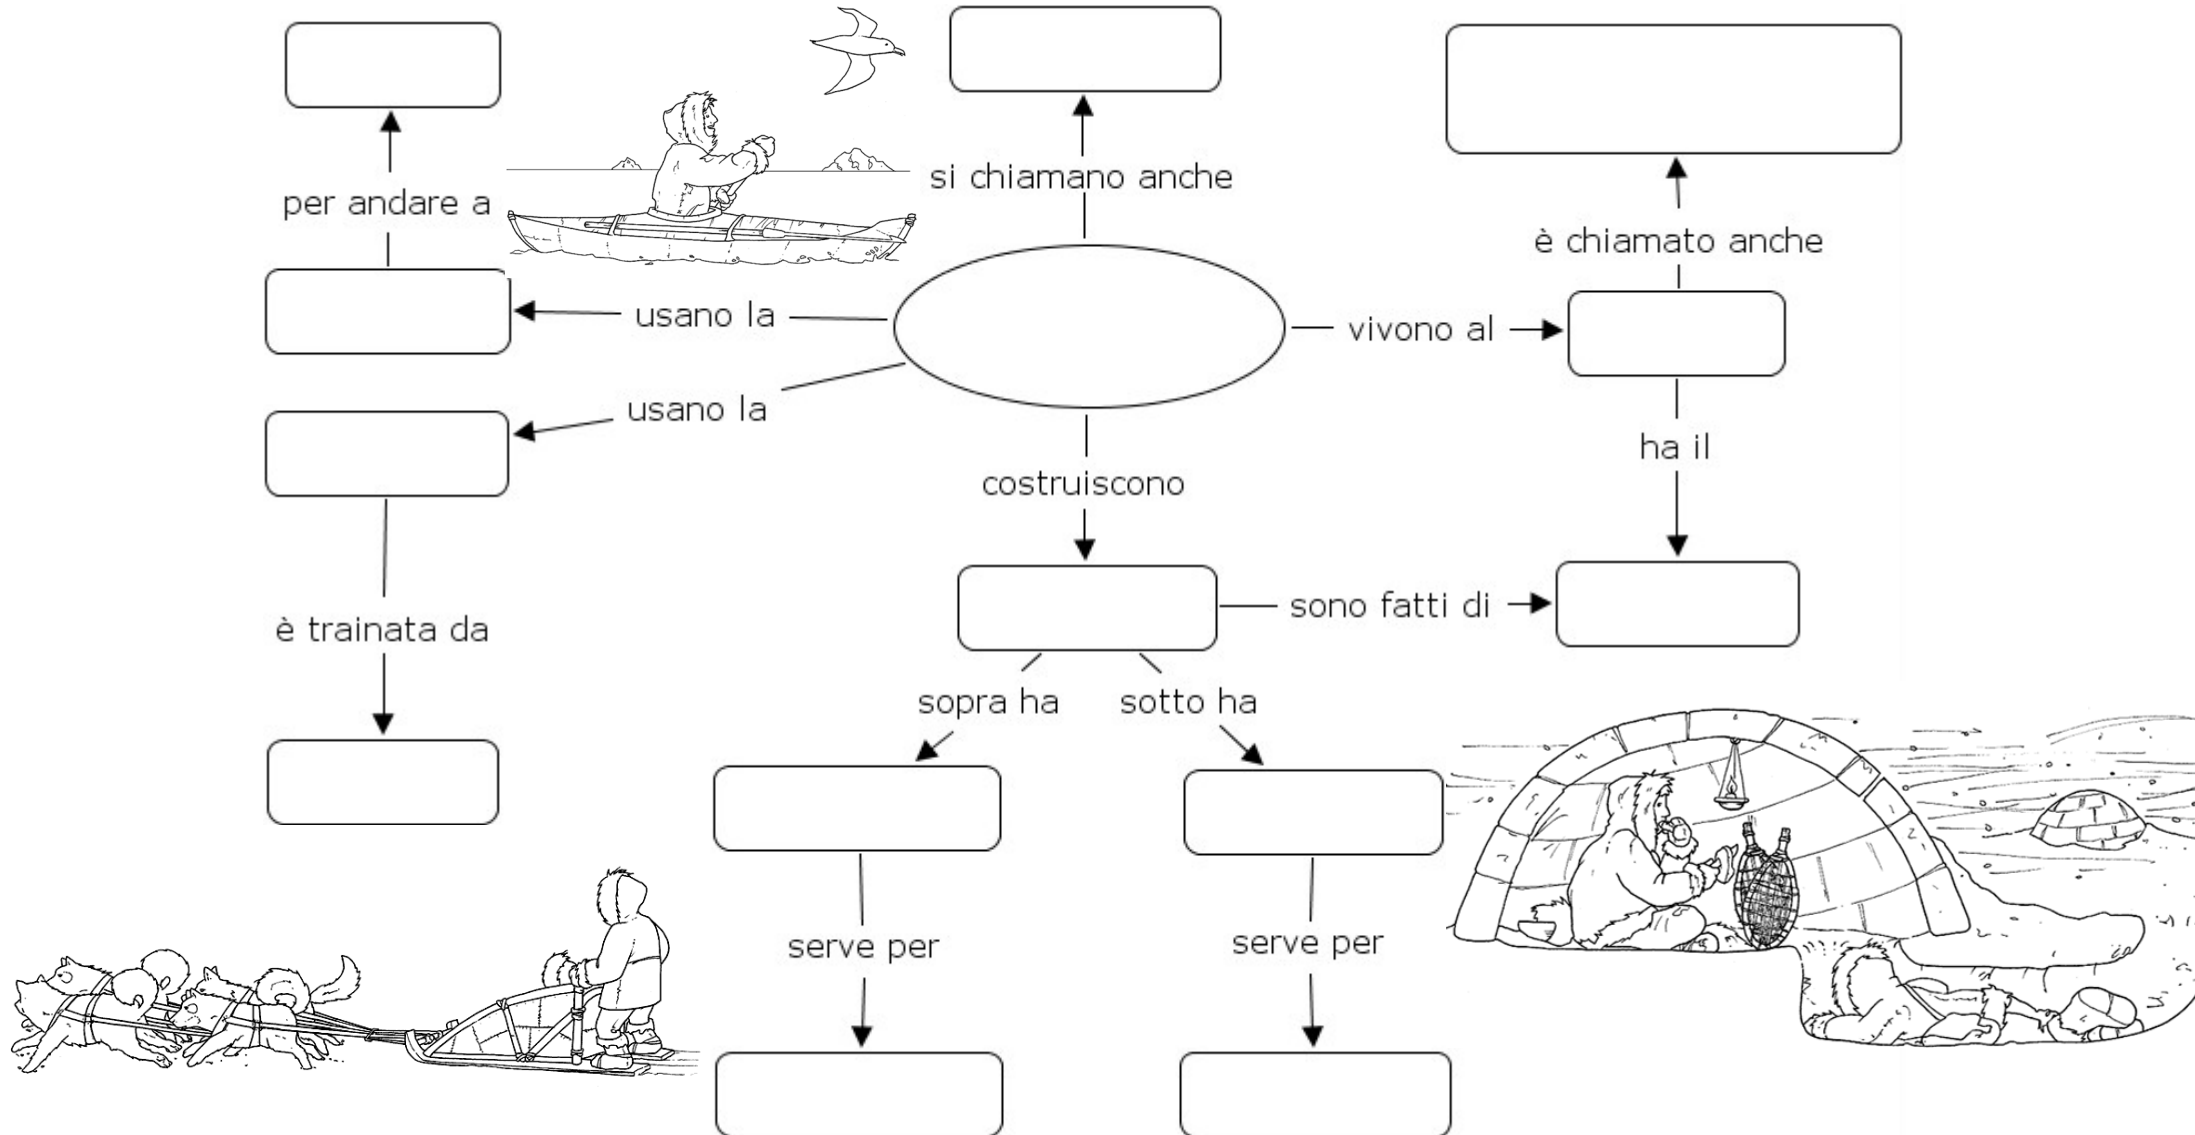 si chiamano anche
per andare a
è chiamato anche
usano la
vivono al
usano la
ha il
costruiscono
sono fatti di
è trainata da
sopra ha
sotto ha
serve per
serve per